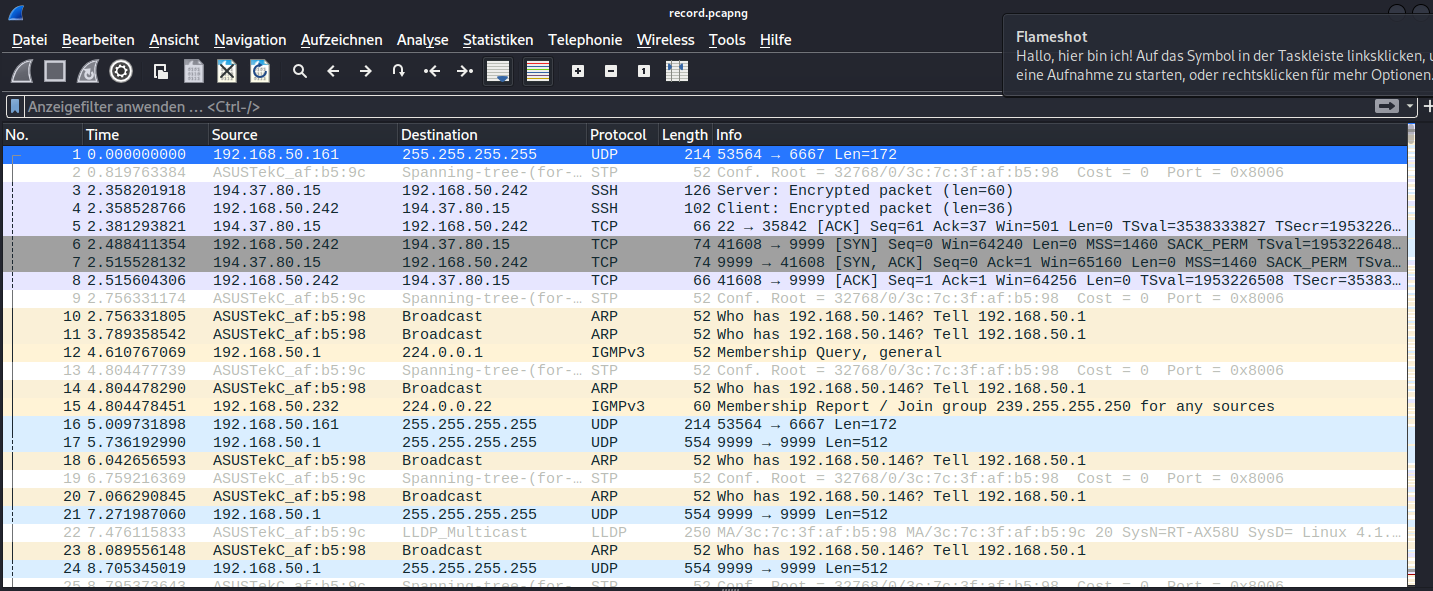 record.pcapng
Datei Bearbeiten Ansicht Navigation Aufzeichnen Analyse Statistiken Telephonie Wireless Tools Hilfe
Flameshot
Hallo, hier bin ich! Auf das Symbol in der Taskleiste linksklicken, u
eine Aufnahme zu starten, oder rechtsklicken für mehr Optionen.
Anzeigefilter anwenden … <Ctrl-/>
No. Time Source Destination Protocol Length Info
1 0.000000000 192.168.50.161 255.255.255.255 UDP 214 53564 → 6667 Len=172
2 0.819763384 ASUSTekC_af:b5:9c Spanning-tree-(for-… STP 52 Conf. Root = 32768/0/3c:7c:3f:af:b5:98 Cost = 0 Port = 0x8006
3 2.358201918 194.37.80.15 192.168.50.242 SSH 126 Server: Encrypted packet (len=60)
4 2.358528766 192.168.50.242 194.37.80.15 SSH 102 Client: Encrypted packet (len=36)
5 2.381293821 194.37.80.15 192.168.50.242 TCP 66 22 → 35842 [ACK] Seq=61 Ack=37 Win=501 Len=0 TSval=3538333827 TSecr=1953226…
6 2.488411354 192.168.50.242 194.37.80.15 TCP 74 41608 → 9999 [SYN] Seq=0 Win=64240 Len=0 MSS=1460 SACK_PERM TSval=195322648…
7 2.515528132 194.37.80.15 192.168.50.242 TCP 74 9999 → 41608 [SYN, ACK] Seq=0 Ack=1 Win=65160 Len=0 MSS=1460 SACK_PERM TSva…
8 2.515604306 192.168.50.242 194.37.80.15 TCP 66 41608 → 9999 [ACK] Seq=1 Ack=1 Win=64256 Len=0 TSval=1953226508 TSecr=35383…
9 2.756331174 ASUSTekC_af:b5:9c Spanning-tree-(for-… STP 52 Conf. Root = 32768/0/3c:7c:3f:af:b5:98 Cost = 0 Port = 0x8006
10 2.756331805 ASUSTekC_af:b5:98 Broadcast ARP 52 Who has 192.168.50.146? Tell 192.168.50.1
11 3.789358542 ASUSTekC_af:b5:98 Broadcast ARP 52 Who has 192.168.50.146? Tell 192.168.50.1
12 4.610767069 192.168.50.1 224.0.0.1 IGMPv3 52 Membership Query, general
13 4.804477739 ASUSTekC_af:b5:9c Spanning-tree-(for-… STP 52 Conf. Root = 32768/0/3c:7c:3f:af:b5:98 Cost = 0 Port = 0x8006
14 4.804478290 ASUSTekC_af:b5:98 Broadcast ARP 52 Who has 192.168.50.146? Tell 192.168.50.1
15 4.804478451 192.168.50.232 224.0.0.22 IGMPv3 60 Membership Report / Join group 239.255.255.250 for any sources
16 5.009731898 192.168.50.161 255.255.255.255 UDP 214 53564 → 6667 Len=172
17 5.736192990 192.168.50.1 255.255.255.255 UDP 554 9999 → 9999 Len=512
18 6.042656593 ASUSTekC_af:b5:98 Broadcast ARP 52 Who has 192.168.50.146? Tell 192.168.50.1
19 6.759216369 ASUSTekC_af:b5:9c Spanning-tree-(for-… STP 52 Conf. Root = 32768/0/3c:7c:3f:af:b5:98 Cost = 0 Port = 0x8006
20 7.066290845 ASUSTekC_af:b5:98 Broadcast ARP 52 Who has 192.168.50.146? Tell 192.168.50.1
21 7.271987060 192.168.50.1 255.255.255.255 UDP 554 9999 → 9999 Len=512
22 7.476115833 ASUSTekC_af:b5:9c LLDP_Multicast LLDP 250 MA/3c:7c:3f:af:b5:98 MA/3c:7c:3f:af:b5:9c 20 SysN=RT-AX58U SysD= Linux 4.1.…
23 8.089556148 ASUSTekC_af:b5:98 Broadcast ARP 52 Who has 192.168.50.146? Tell 192.168.50.1
24 8.705345019 192.168.50.1 255.255.255.255 UDP 554 9999 → 9999 Len=512
25 8.795373643 ASUSTekC_af:b5:9c Spanning-tree-(for-… STP 52 Conf. Root = 32768/0/3c:7c:3f:af:b5:98 Cost = 0 Port = 0x8006